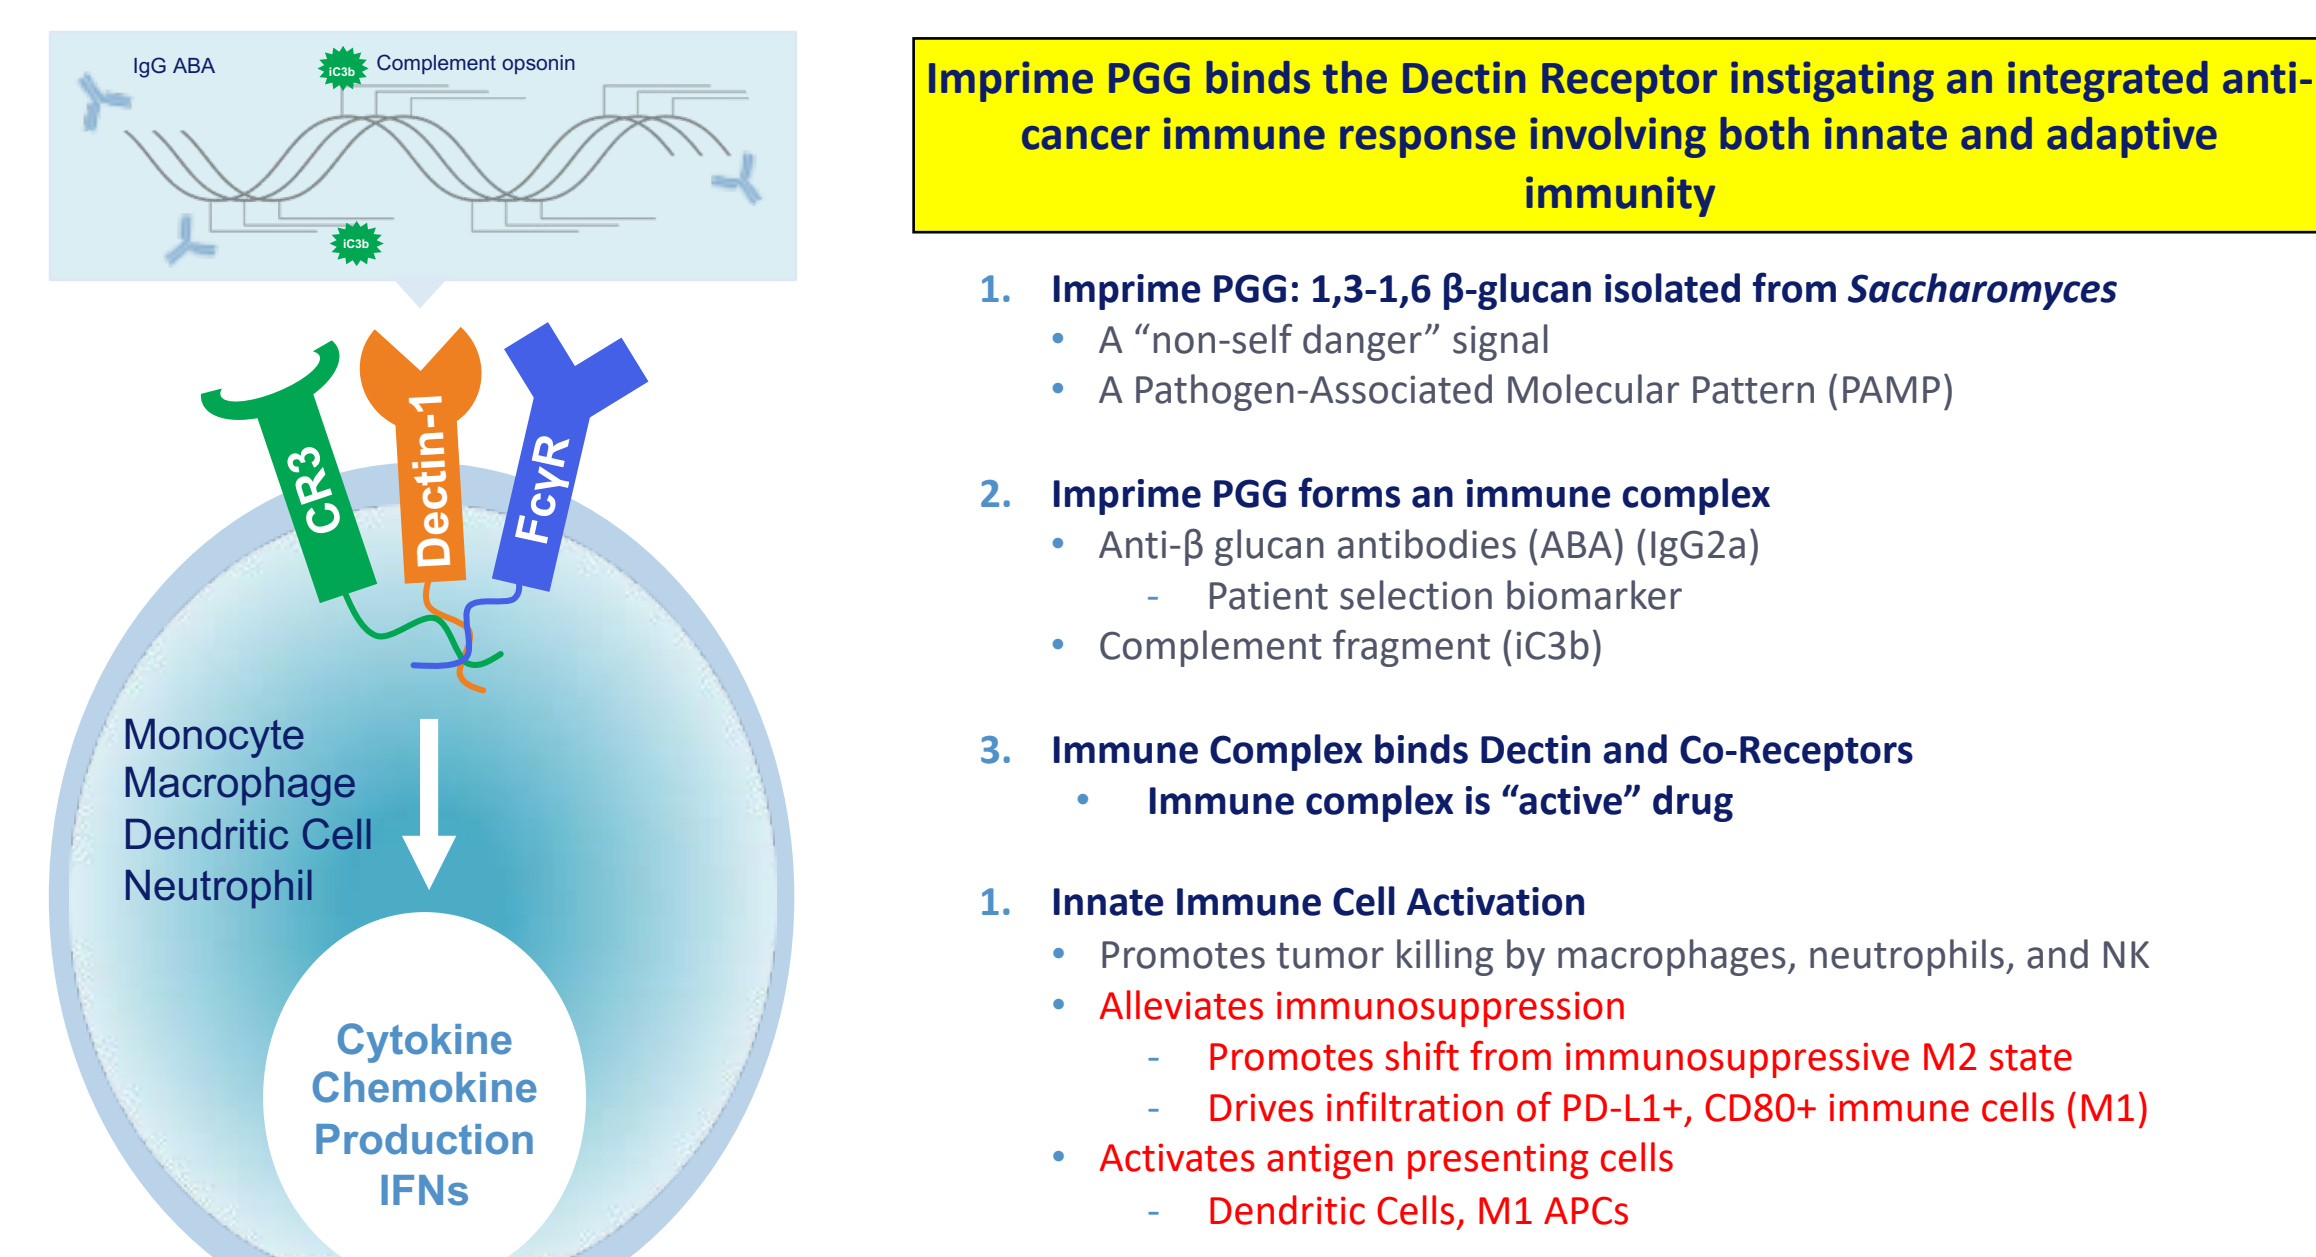 IgG ABA
iC3b
Complement opsonin
iC3b
CR3
Dectin-1
FcγR
Monocyte
Macrophage
Dendritic Cell
Neutrophil
Cytokine
Chemokine
Production
IFNs
Imprime PGG binds the Dectin Receptor instigating an integrated anti-
cancer immune response involving both innate and adaptive
immunity
1. Imprime PGG: 1,3-1,6 β-glucan isolated from Saccharomyces
• A “non-self danger” signal
• A Pathogen-Associated Molecular Pattern (PAMP)
2. Imprime PGG forms an immune complex
• Anti-β glucan antibodies (ABA) (IgG2a)
- Patient selection biomarker
• Complement fragment (iC3b)
3. Immune Complex binds Dectin and Co-Receptors
• Immune complex is “active” drug
1. Innate Immune Cell Activation
• Promotes tumor killing by macrophages, neutrophils, and NK
• Alleviates immunosuppression
- Promotes shift from immunosuppressive M2 state
- Drives infiltration of PD-L1+, CD80+ immune cells (M1)
• Activates antigen presenting cells
- Dendritic Cells, M1 APCs